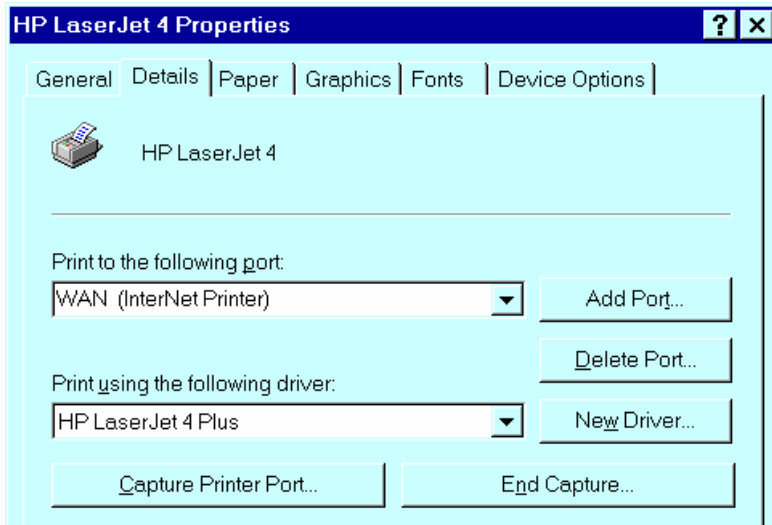 HP LaserJet 4 Properties ? ×
General Details Paper Graphics Fonts Device Options
HP LaserJet 4
Print to the following port:
WAN (InterNet Printer) Add Port...
Delete Port...
Print using the following driver:
HP LaserJet 4 Plus New Driver...
Capture Printer Port... End Capture...